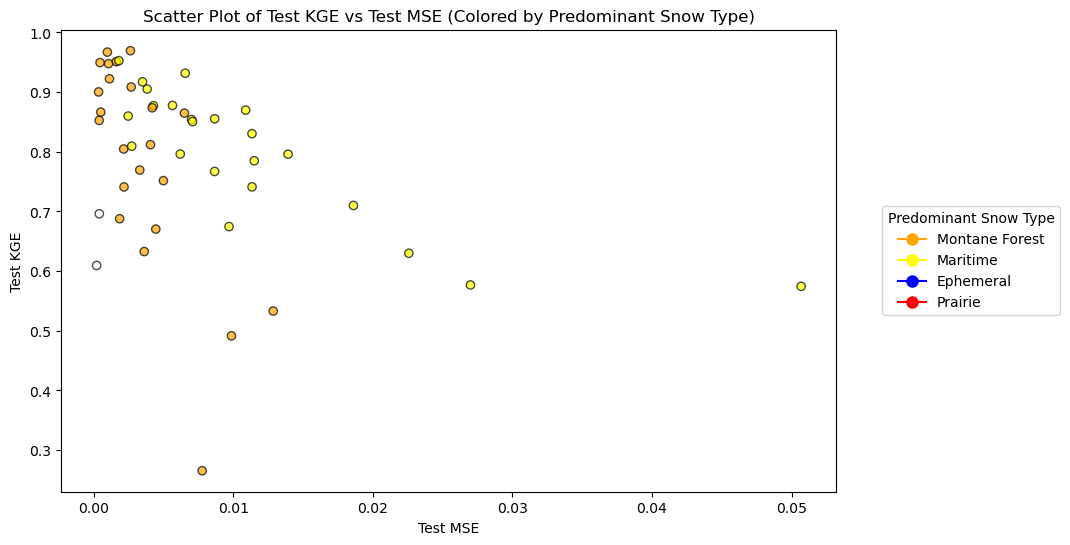 Scatter Plot of Test KGE vs Test MSE (Colored by Predominant Snow Type)
Test KGE
1.0
0.9
0.8
0.7
0.6
0.5
0.4
0.3
0.00 0.01 0.02 0.03 0.04 0.05
Test MSE
Predominant Snow Type
Montane Forest
Maritime
Ephemeral
Prairie